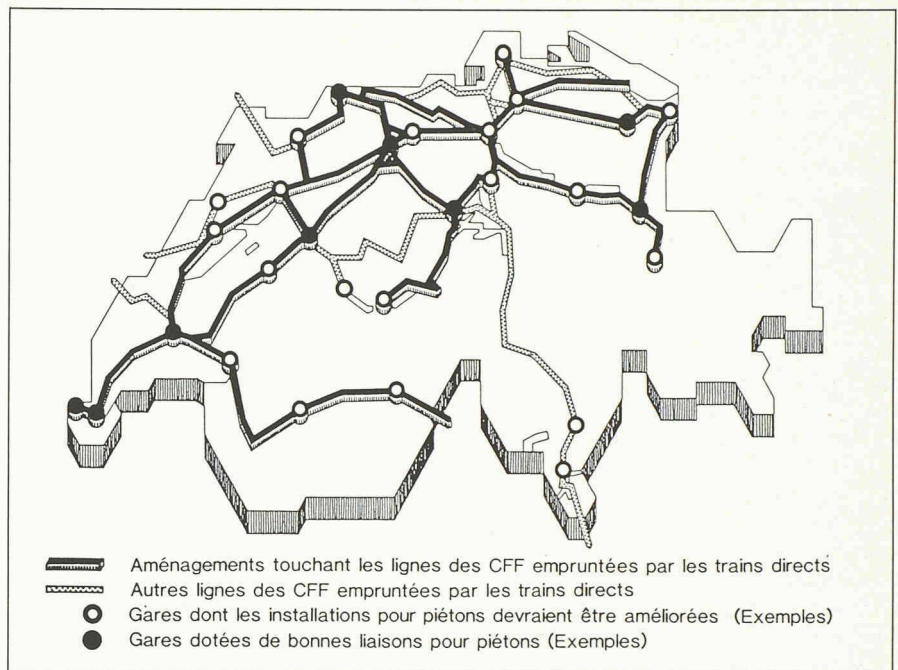 Aménagements touchant les lignes des CFF empruntées par les trains directs
Autres lignes des CFF empruntées par les trains directs
Gares dont les installations pour piétons devraient être améliorées (Exemples)
Gares dotées de bonnes liaisons pour piétons (Exemples)